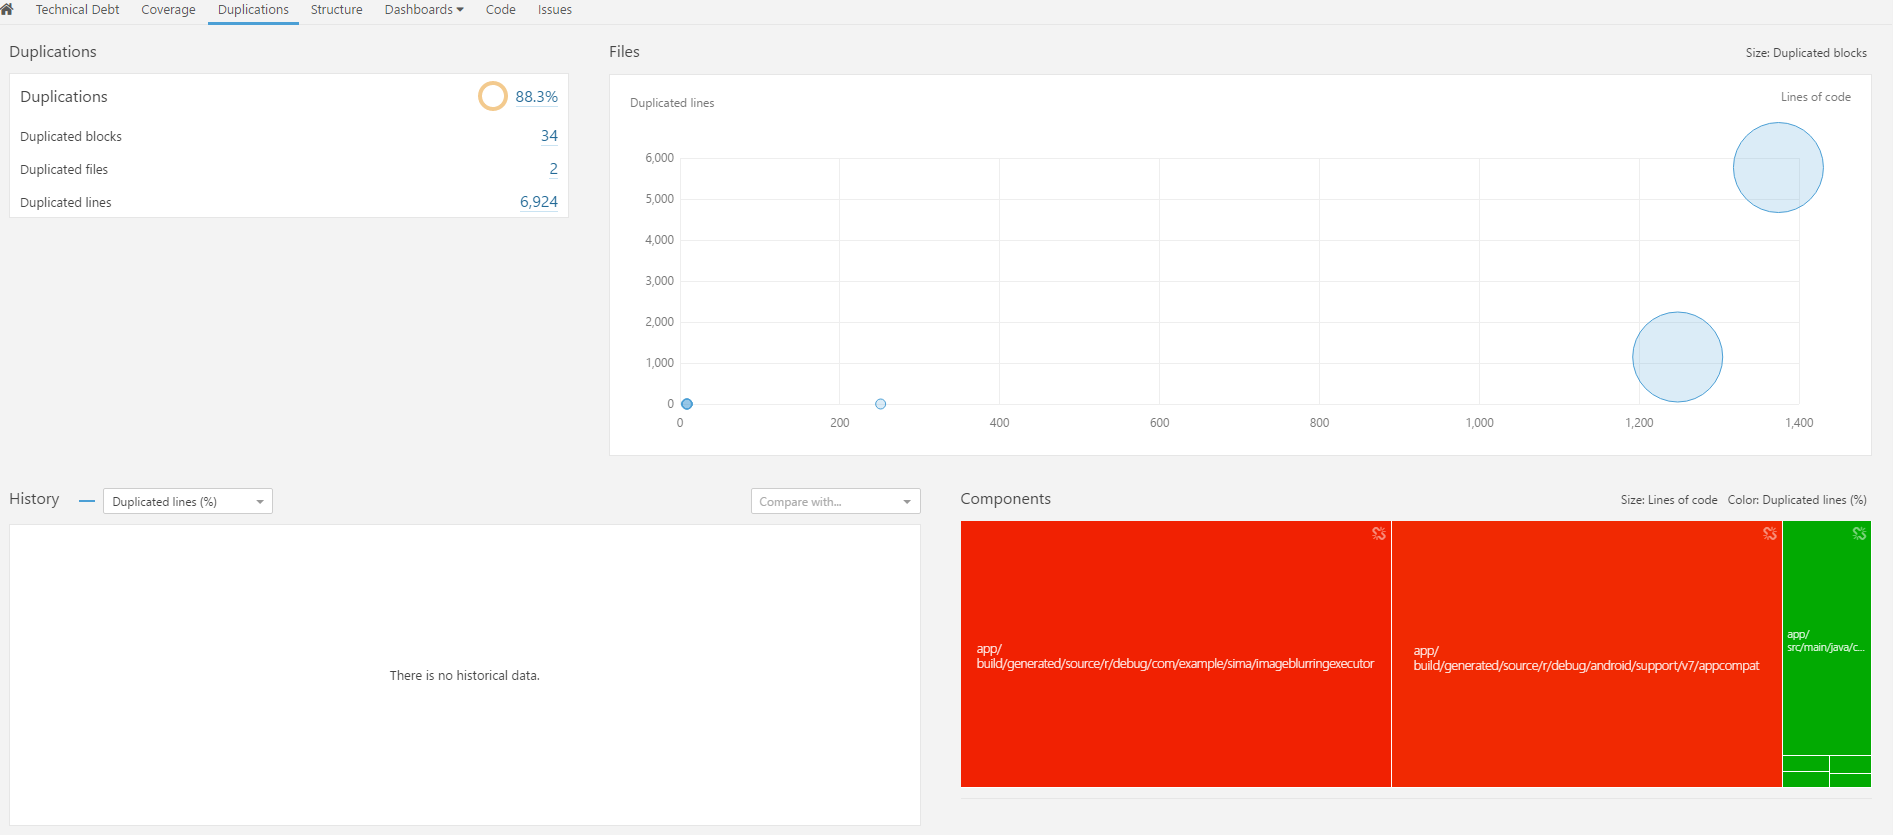 Technical Debt Coverage Duplications Structure Dashboards Code Issues
Duplications
Duplications 88.3%
Duplicated blocks 34
Duplicated files 2
Duplicated lines 6,924
Files Size: Duplicated blocks
Duplicated lines Lines of code
6,000
5,000
4,000
3,000
2,000
1,000
0
0 200 400 600 800 1,000 1,200 1,400
History Duplicated lines (%) Compare with...
There is no historical data.
Components Size: Lines of code Color: Duplicated lines (%)
app/
build/generated/source/r/debug/com/example/sima/imageblurringexecutor
app/
build/generated/source/r/debug/android/support/v7/appcompat
app/
src/main/java/c...